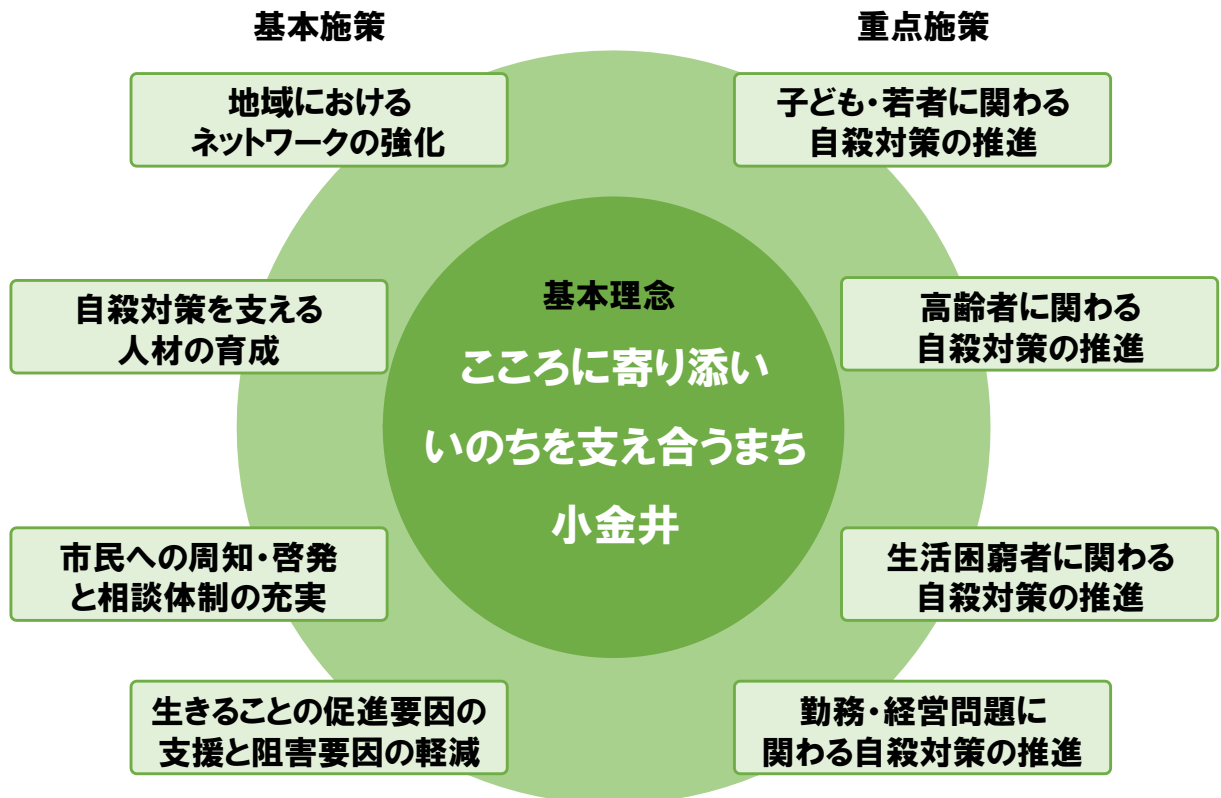 基本施策
地域における
ネットワークの強化
自殺対策を支える
人材の育成
市民への周知・啓発
と相談体制の充実
生きることの促進要因の
支援と阻害要因の軽減
基本理念
こころに寄り添い
いのちを支え合うまち
小金井
重点施策
子ども・若者に関わる
自殺対策の推進
高齢者に関わる
自殺対策の推進
生活困窮者に関わる
自殺対策の推進
勤務・経営問題に
関わる自殺対策の推進